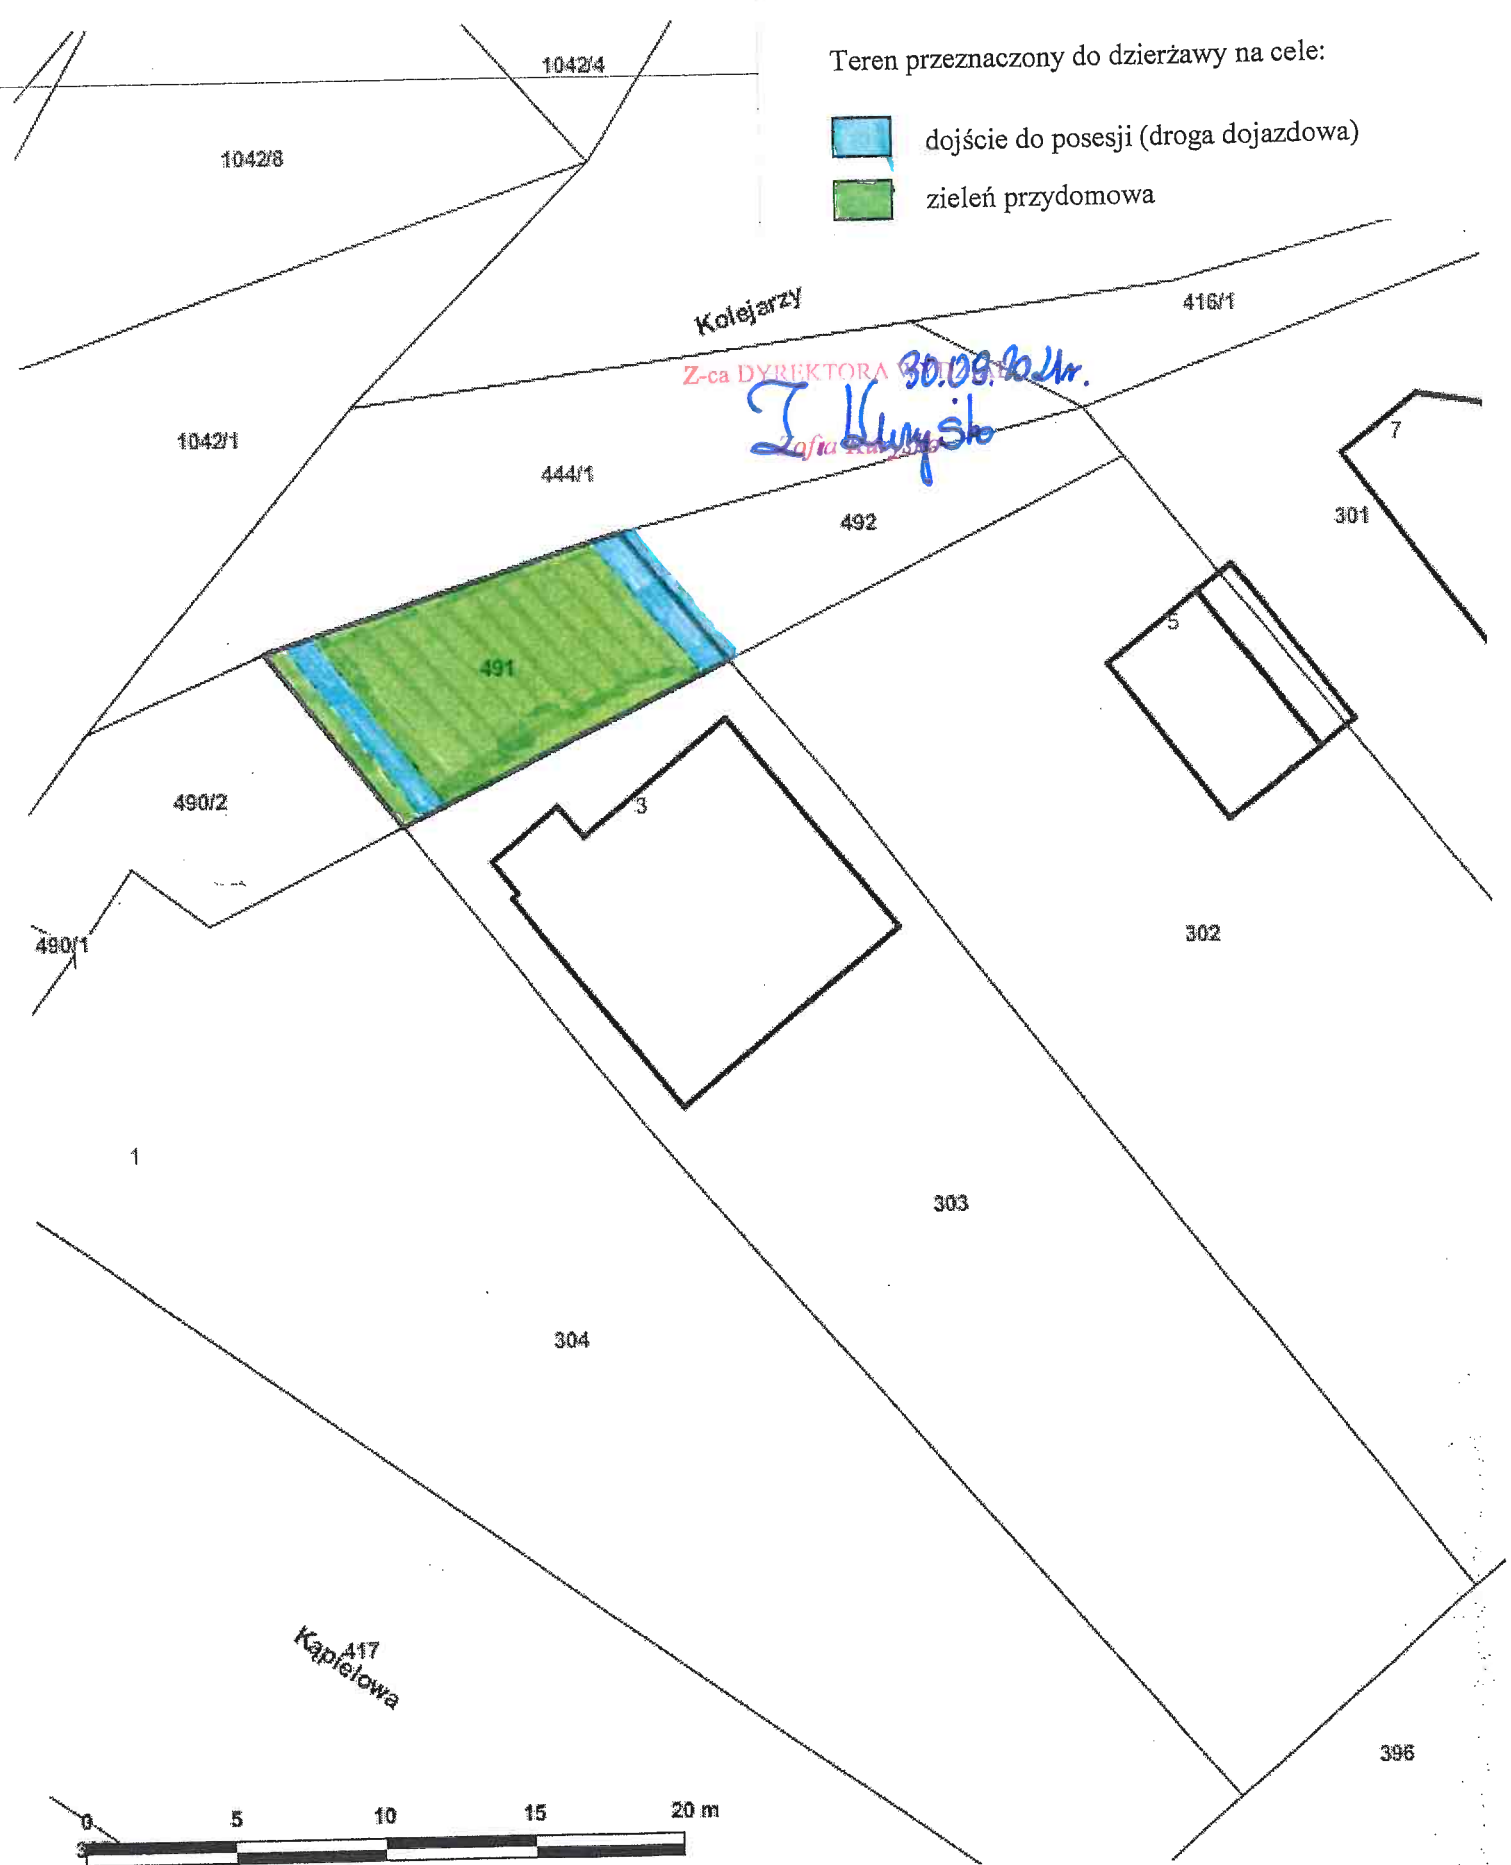 Teren przeznaczony do dzierżawy na cele:
dojście do posesji (droga dojazdowa)
zieleń przydomowa
1042/4
1042/8
Kolejarzy
416/1
Z-ca DYREKTORA
30.09.2021r.
Zofia
1042/1
444/1
492
7
301
5
491
490/2
3
490/1
302
1
303
304
417
Kąpielowa
396
0 5 10 15 20 m